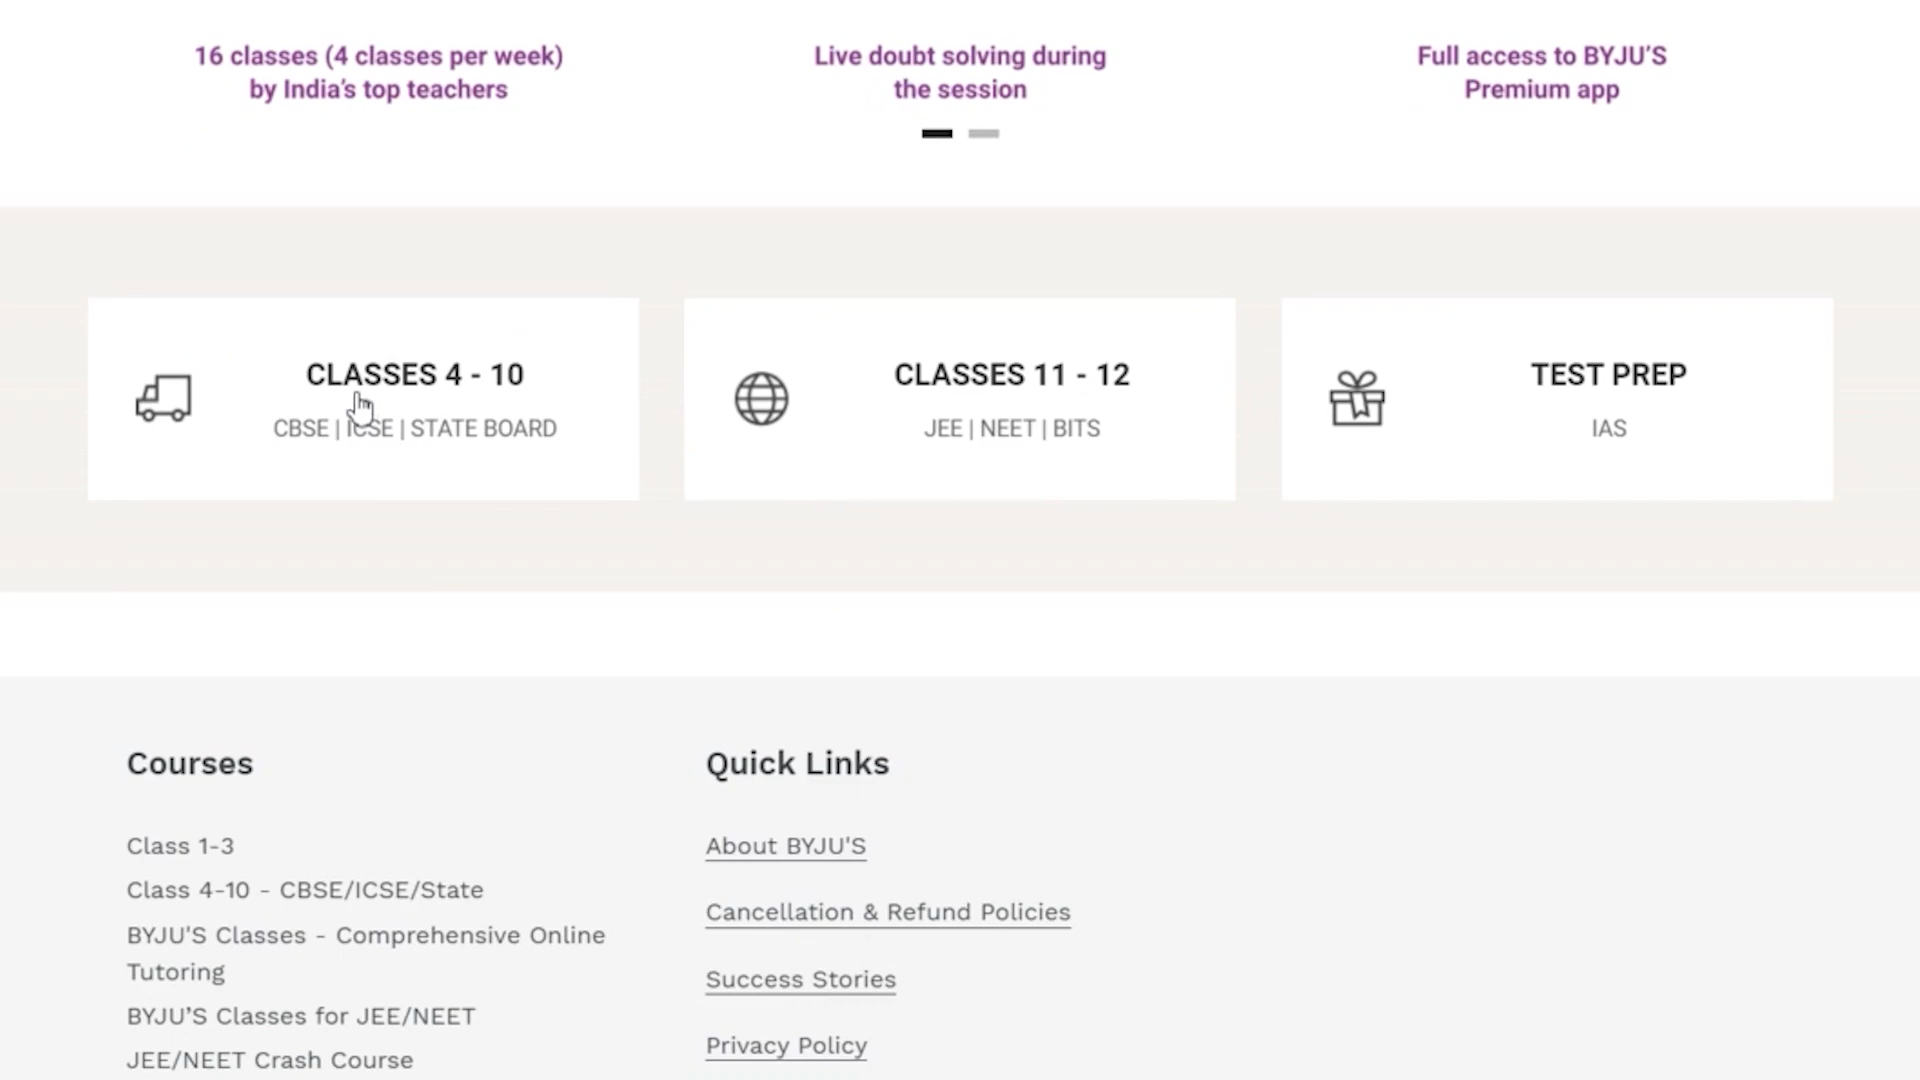 16 classes (4 classes per week)
by India's top teachers
Live doubt solving during
the session
Full access to BYJU'S
Premium app
CLASSES 4 - 10
CBSE | ICSE | STATE BOARD
CLASSES 11 - 12
JEE | NEET | BITS
TEST PREP
IAS
Courses
Class 1-3
Class 4-10 - CBSE/ICSE/State
BYJU'S Classes - Comprehensive Online
Tutoring
BYJU'S Classes for JEE/NEET
JEE/NEET Crash Course
Quick Links
About BYJU'S
Cancellation & Refund Policies
Success Stories
Privacy Policy